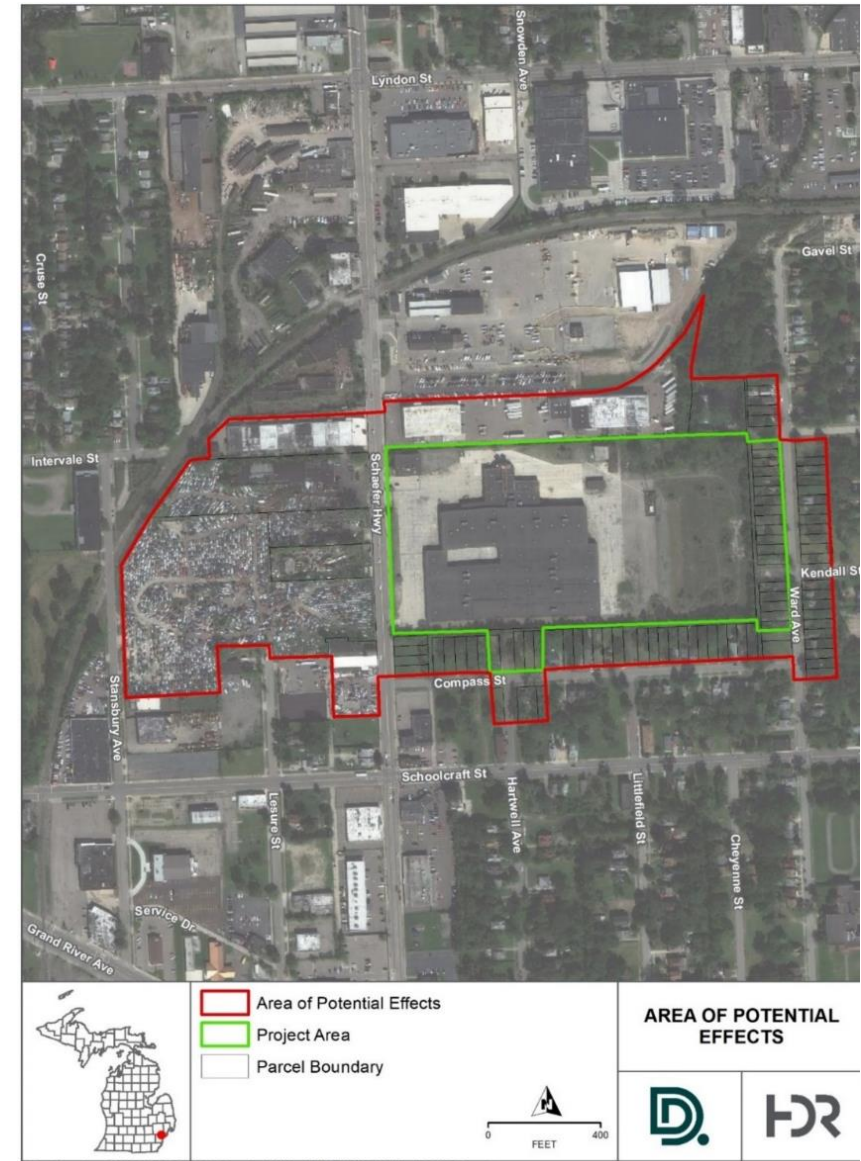 Snowden Ave
Lyndon St
Cruse St
Gavel St
Intervale St
Schaefer Hwy
Kendall St
Ward Ave
Compass St
Stansbury Ave
Schoolcraft St
Lesure St
Hartwell Ave
Littlefield St
Cheyenne St
Service Dr
Grand River Ave
Area of Potential Effects
Project Area
Parcel Boundary
N
0 400
FEET
AREA OF POTENTIAL
EFFECTS
D.
HDR